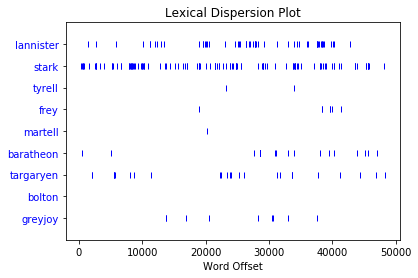 Lexical Dispersion Plot
lannister
stark
tyrell
frey
martell
baratheon
targaryen
bolton
greyjoy
0 10000 20000 30000 40000 50000
Word Offset